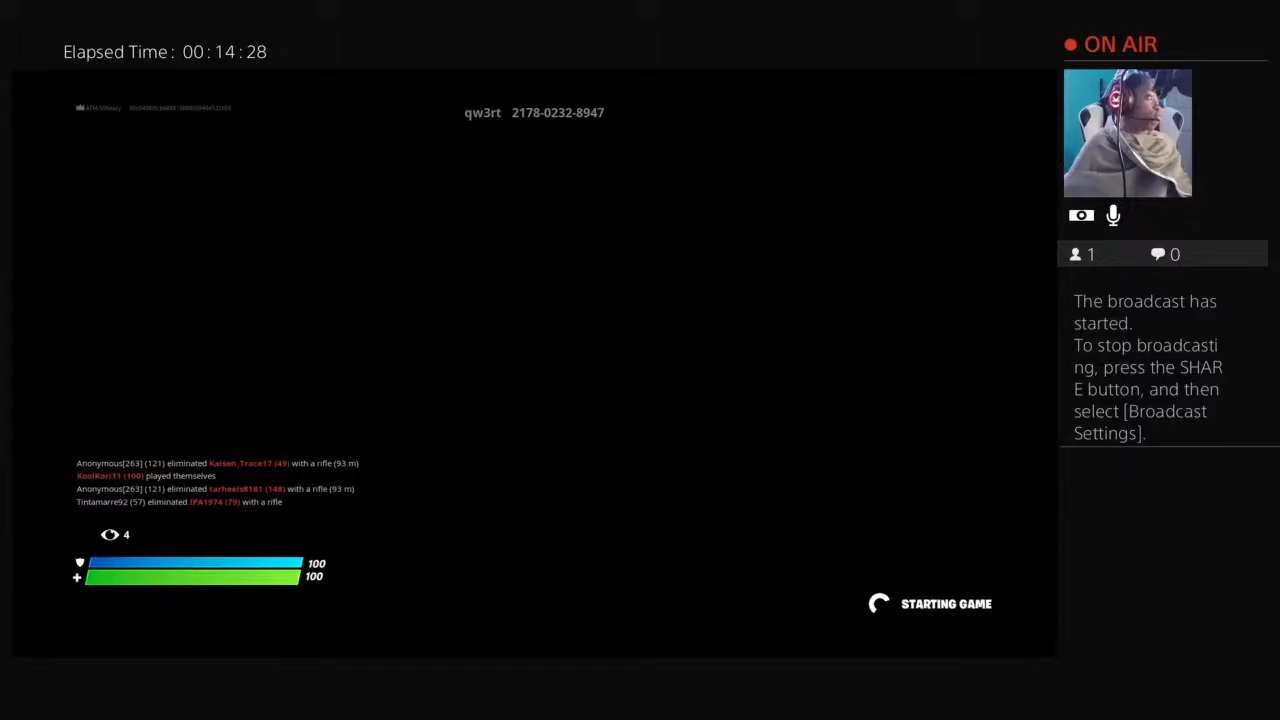 Elapsed Time: 00:14:28
ON AIR
qw3rt 2178-0232-8947
1 0
The broadcast has
started.
To stop broadcasti
ng, press the SHAR
E button, and then
select [Broadcast
Settings].
Anonymous[263] (121) eliminated Kaison_Trace17 (49) with a rifle (93 m)
KoolKori11 (100) played themselves
Anonymous[263] (121) eliminated tarheels8181 (148) with a rifle (93 m)
Tintamarre92 (57) eliminated IPA1974 (79) with a rifle
4
100
100
STARTING GAME